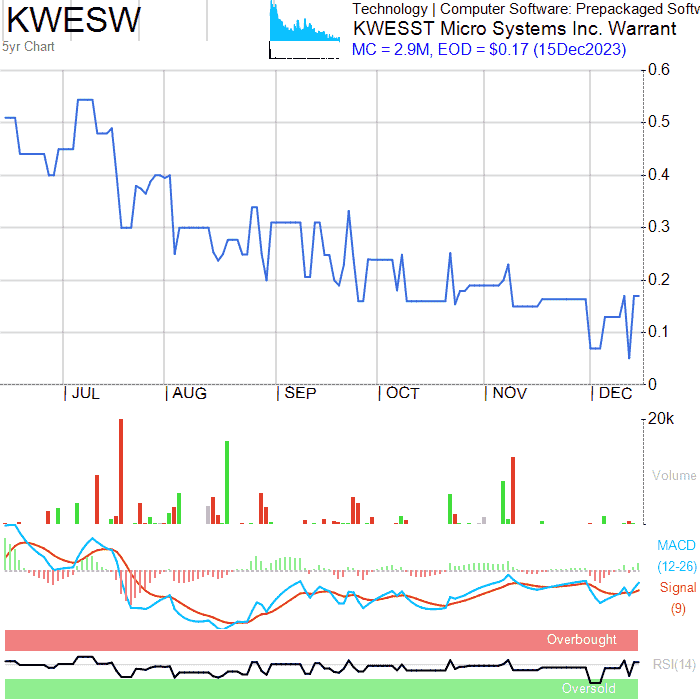 KWESW
5yr Chart
Technology | Computer Software: Prepackaged Softw
KWESST Micro Systems Inc. Warrant
MC = 2.9M, EOD = $0.17 (15Dec2023)
0.6
0.5
0.4
0.3
0.2
0.1
0
JUL AUG SEP OCT NOV DEC
20k
Volume
MACD
(12-26)
Signal
(9)
Overbought
RSI(14)
Oversold